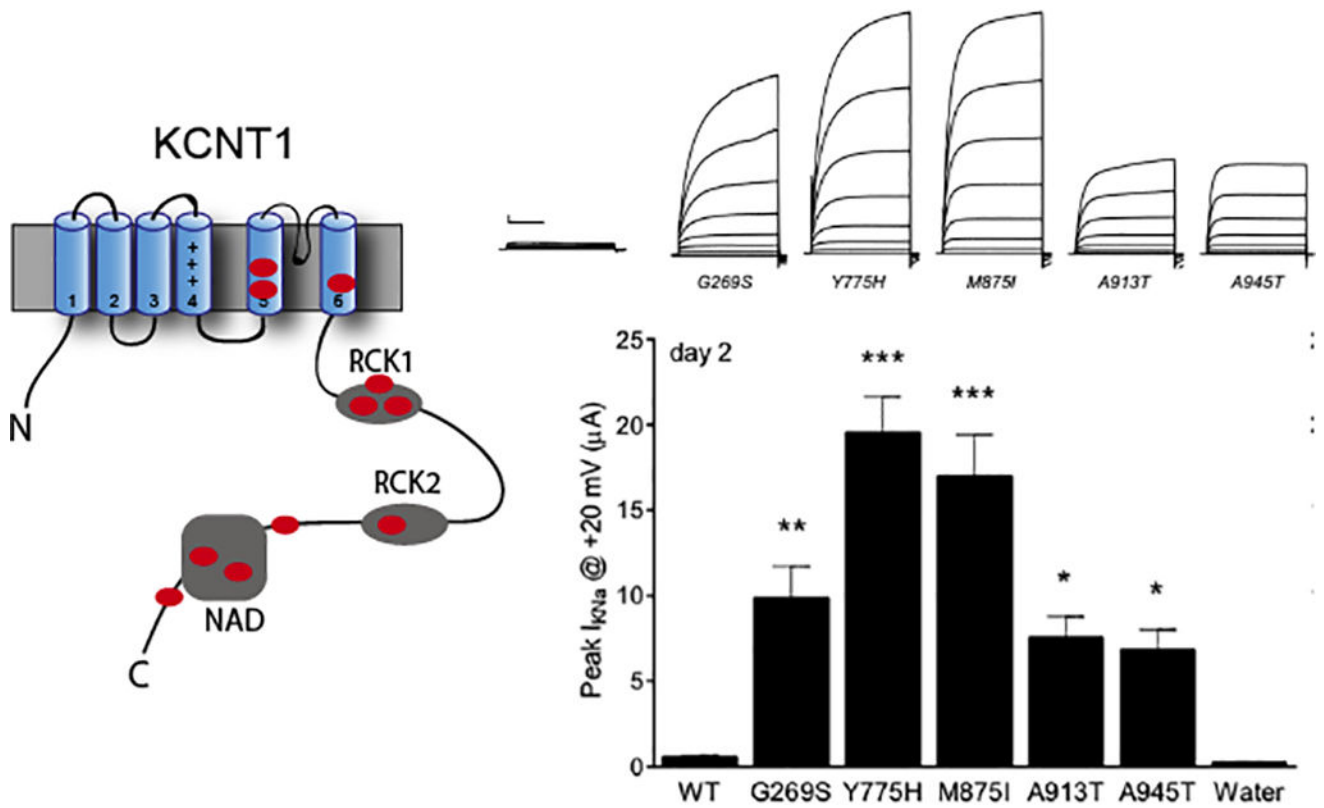 KCNT1
+
+
+
1 2 3 4 5 6
N
RCK1
RCK2
NAD
C
G269S Y775H M875I A913T A945T
day 2
Peak IKNa @ +20 mV (µA)
25
20
15
10
5
0
** *** *** * *
WT G269S Y775H M875I A913T A945T Water
:
: